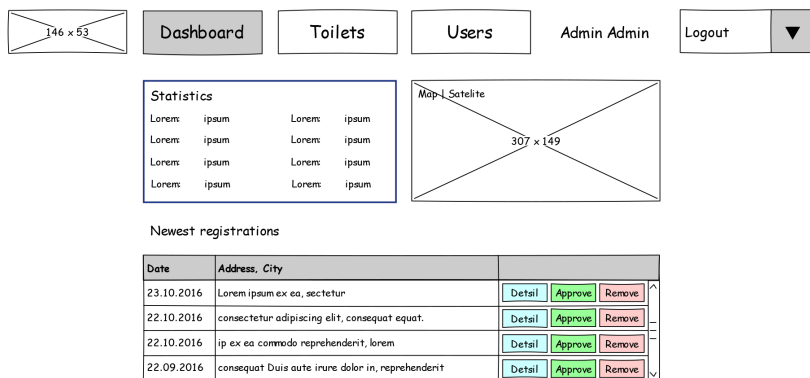 146 x 53 Dashboard Toilets Users Admin Admin Logout ▼
Statistics
Map | Satelite
Lorem: ipsum Lorem: ipsum
Lorem: ipsum Lorem: ipsum
307 x 149
Lorem: ipsum Lorem: ipsum
Lorem: ipsum Lorem: ipsum
Newest registrations
Date Address, City
23.10.2016 Lorem ipsum ex ea, sectetur Detsil Approve Remove
22.10.2016 consectetur adipiscing elit, consequat equat. Detsil Approve Remove
22.10.2016 ip ex ea commodo reprehenderit, lorem Detsil Approve Remove
22.09.2016 consequat Duis aute irure dolor in, reprehenderit Detsil Approve Remove